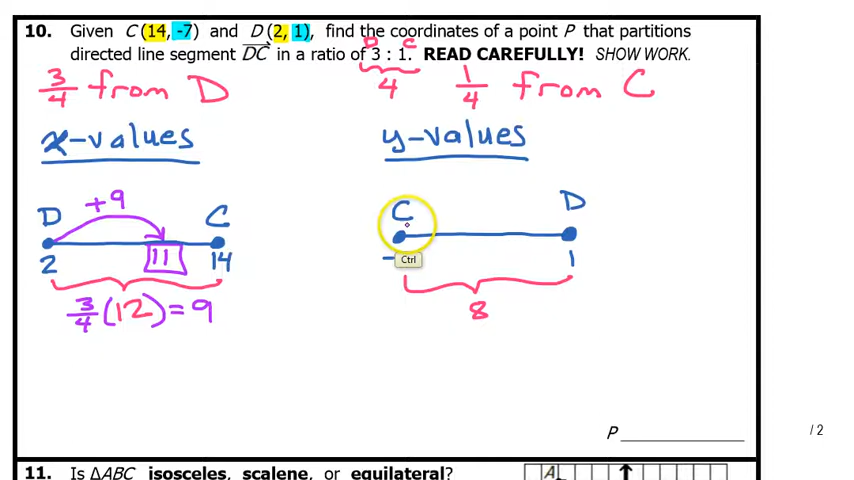 10. Given C(14, -7) and D(2, 1), find the coordinates of a point P that partitions
directed line segment DC in a ratio of 3 : 1. READ CAREFULLY! SHOW WORK.
D C
3/4 from D
4
1/4 from C
x-values
y-values
+9
D C
11
2 14
3/4 (12) = 9
C D
-
Ctrl
1
8
P ____________
/ 2
11. Is ΔABC isosceles, scalene, or equilateral?
A